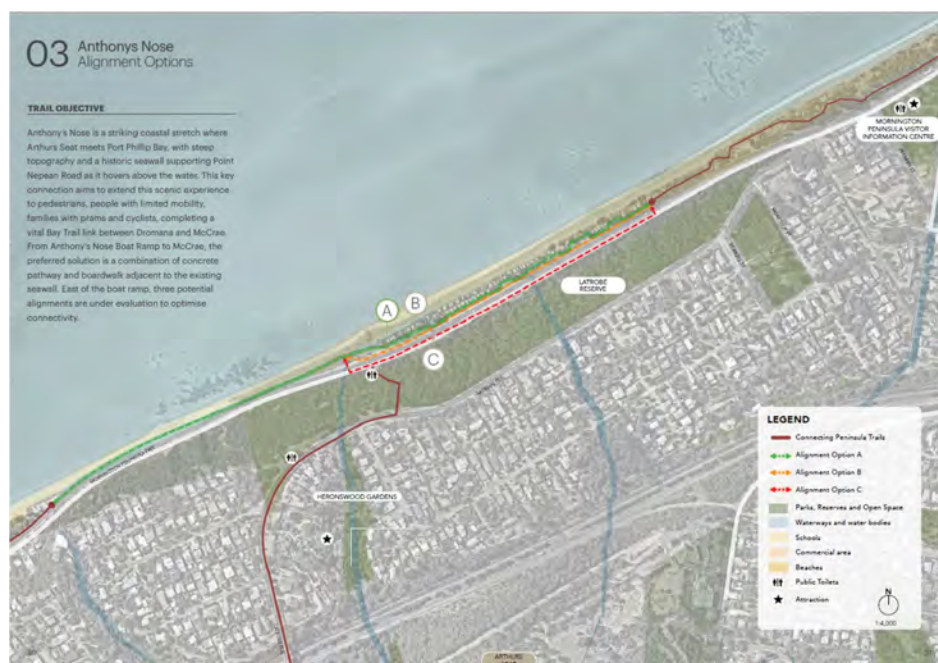 03 Anthonys Nose
Alignment Options
TRAIL OBJECTIVE
Anthony's Nose is a striking coastal stretch where
Arthurs Seat meets Port Phillip Bay, with steep
topography and a historic seawall supporting Point
Nepean Road as it hovers above the water. This key
connection aims to extend this scenic experience
to pedestrians, people with limited mobility,
families with prams and cyclists, completing a
vital Bay Trail link between Dromana and McCrae.
From Anthony's Nose Boat Ramp to McCrae, the
preferred solution is a combination of concrete
pathway and boardwalk adjacent to the existing
seawall. East of the boat ramp, three potential
alignments are under evaluation to optimise
connectivity.
MORNINGTON
PENINSULA VISITOR
INFORMATION CENTRE
LATROBE
RESERVE
A
B
C
HERONSWOOD GARDENS
ARTHURS
SEAT
LEGEND
Connecting Peninsula Trails
Alignment Option A
Alignment Option B
Alignment Option C
Parks, Reserves and Open Space
Waterways and water bodies
Schools
Commercial area
Beaches
Public Toilets
Attraction
N
1:4,000